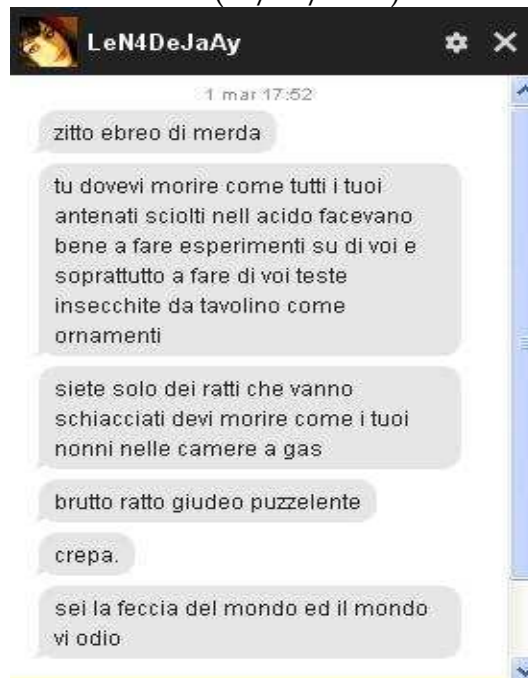 LeN4DeJaAy
1 mar 17:52
zitto ebreo di merda
tu dovevi morire come tutti i tuoi
antenati sciolti nell acido facevano
bene a fare esperimenti su di voi e
soprattutto a fare di voi teste
insecchite da tavolino come
ornamenti
siete solo dei ratti che vanno
schiacciati devi morire come i tuoi
nonni nelle camere a gas
brutto ratto giudeo puzzelente
crepa.
sei la feccia del mondo ed il mondo
vi odio